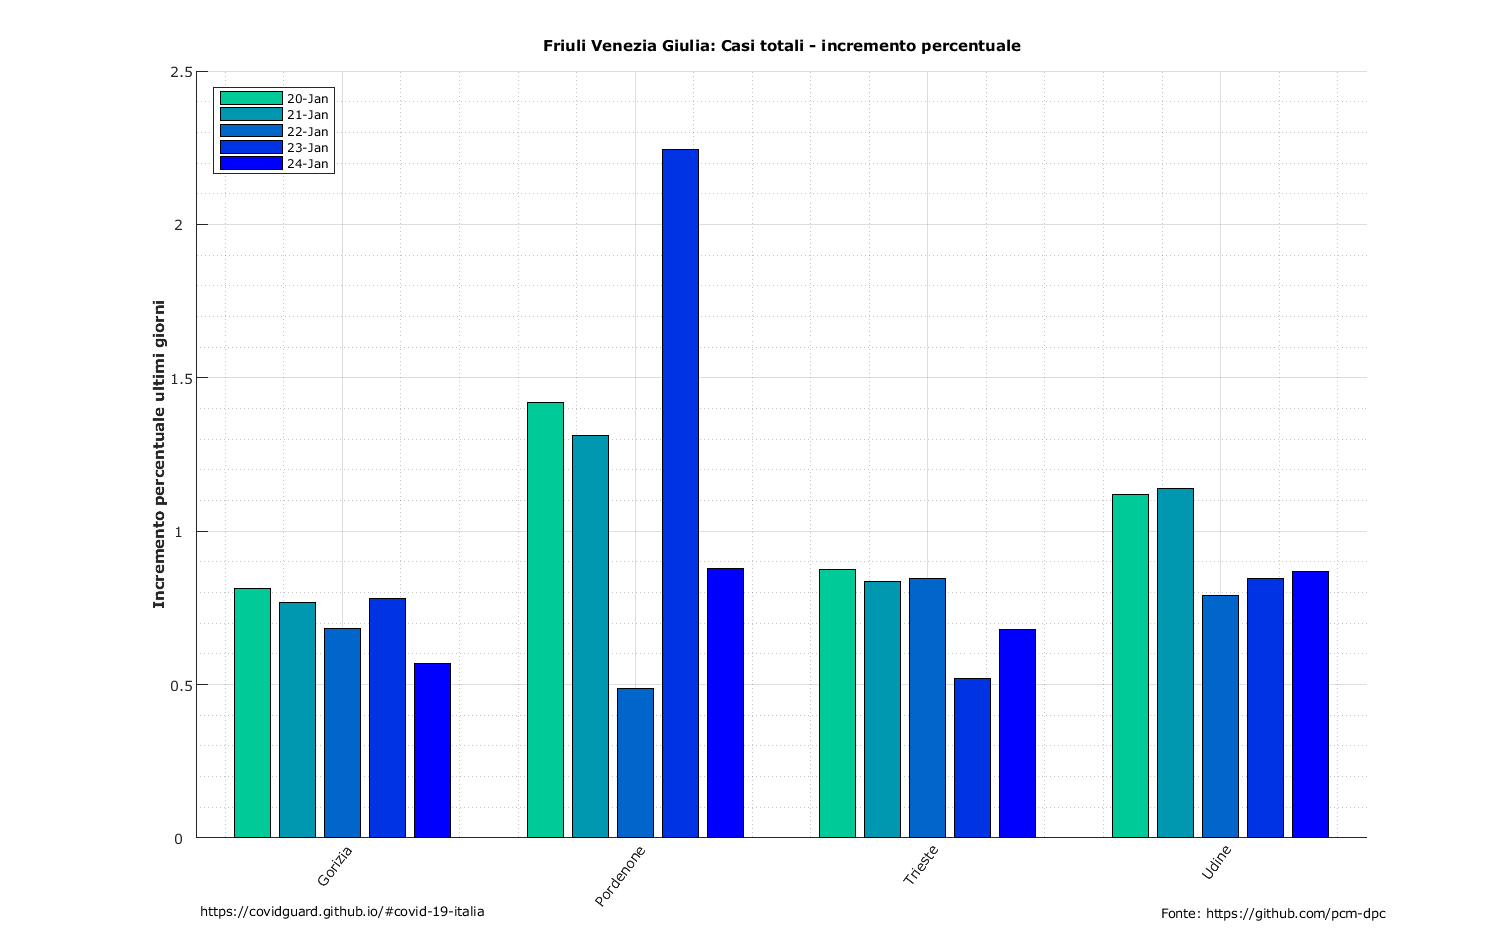 Friuli Venezia Giulia: Casi totali - incremento percentuale
Incremento percentuale ultimi giorni
2.5
2
1.5
1
0.5
0
20-Jan
21-Jan
22-Jan
23-Jan
24-Jan
Gorizia
Pordenone
Trieste
Udine
https://covidguard.github.io/#covid-19-italia
Fonte: https://github.com/pcm-dpc